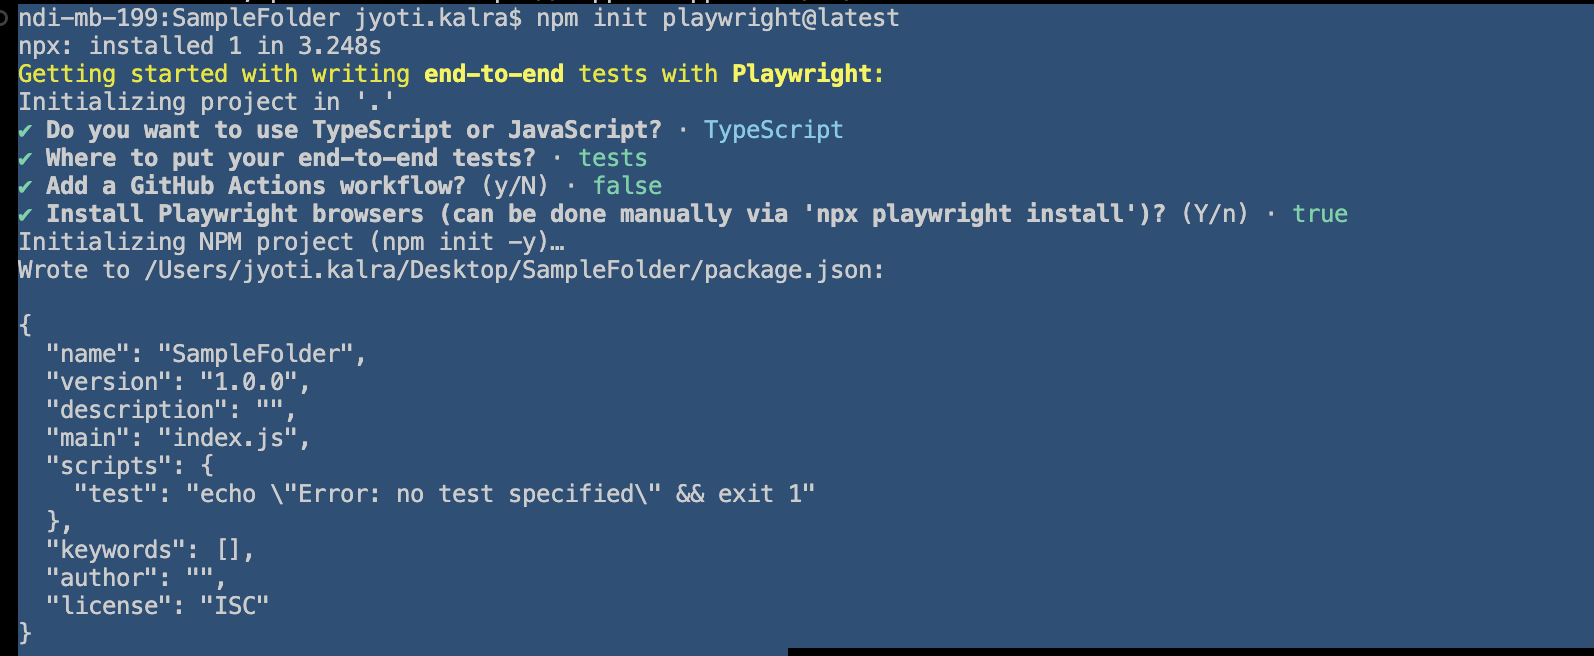 ndi-mb-199:SampleFolder jyoti.kalra$ npm init playwright@latest
npx: installed 1 in 3.248s
Getting started with writing end-to-end tests with Playwright:
Initializing project in '.'
✔ Do you want to use TypeScript or JavaScript? · TypeScript
✔ Where to put your end-to-end tests? · tests
✔ Add a GitHub Actions workflow? (y/N) · false
✔ Install Playwright browsers (can be done manually via 'npx playwright install')? (Y/n) · true
Initializing NPM project (npm init -y)…
Wrote to /Users/jyoti.kalra/Desktop/SampleFolder/package.json:

{
  "name": "SampleFolder",
  "version": "1.0.0",
  "description": "",
  "main": "index.js",
  "scripts": {
    "test": "echo \"Error: no test specified\" && exit 1"
  },
  "keywords": [],
  "author": "",
  "license": "ISC"
}